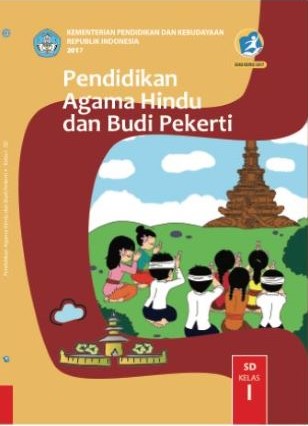 KEMENTERIAN PENDIDIKAN DAN KEBUDAYAAN
REPUBLIK INDONESIA
2017
Pendidikan
Agama Hindu
dan Budi Pekerti
SD
KELAS
I